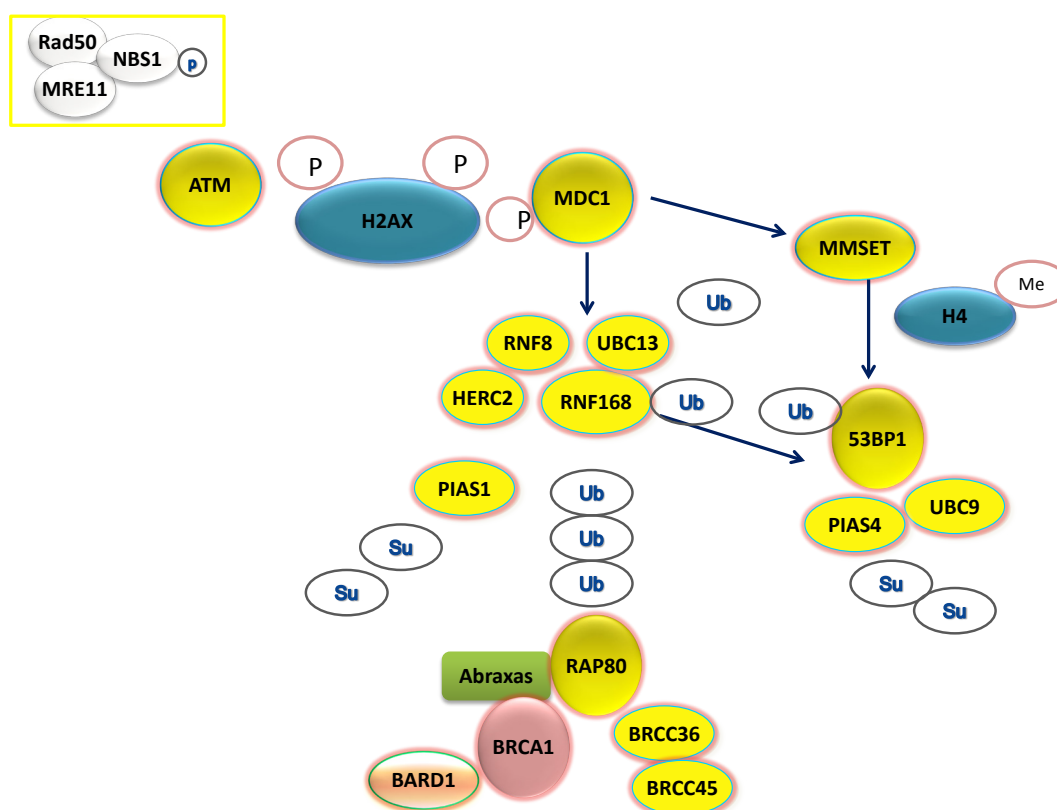 Rad50
NBS1
p
MRE11
P
P
ATM
MDC1
H2AX
P
MMSET
Me
Ub
H4
RNF8
UBC13
HERC2
RNF168
Ub
Ub
53BP1
PIAS1
Ub
UBC9
PIAS4
Ub
Su
Ub
Su
Su
Su
RAP80
Abraxas
BRCC36
BRCA1
BARD1
BRCC45